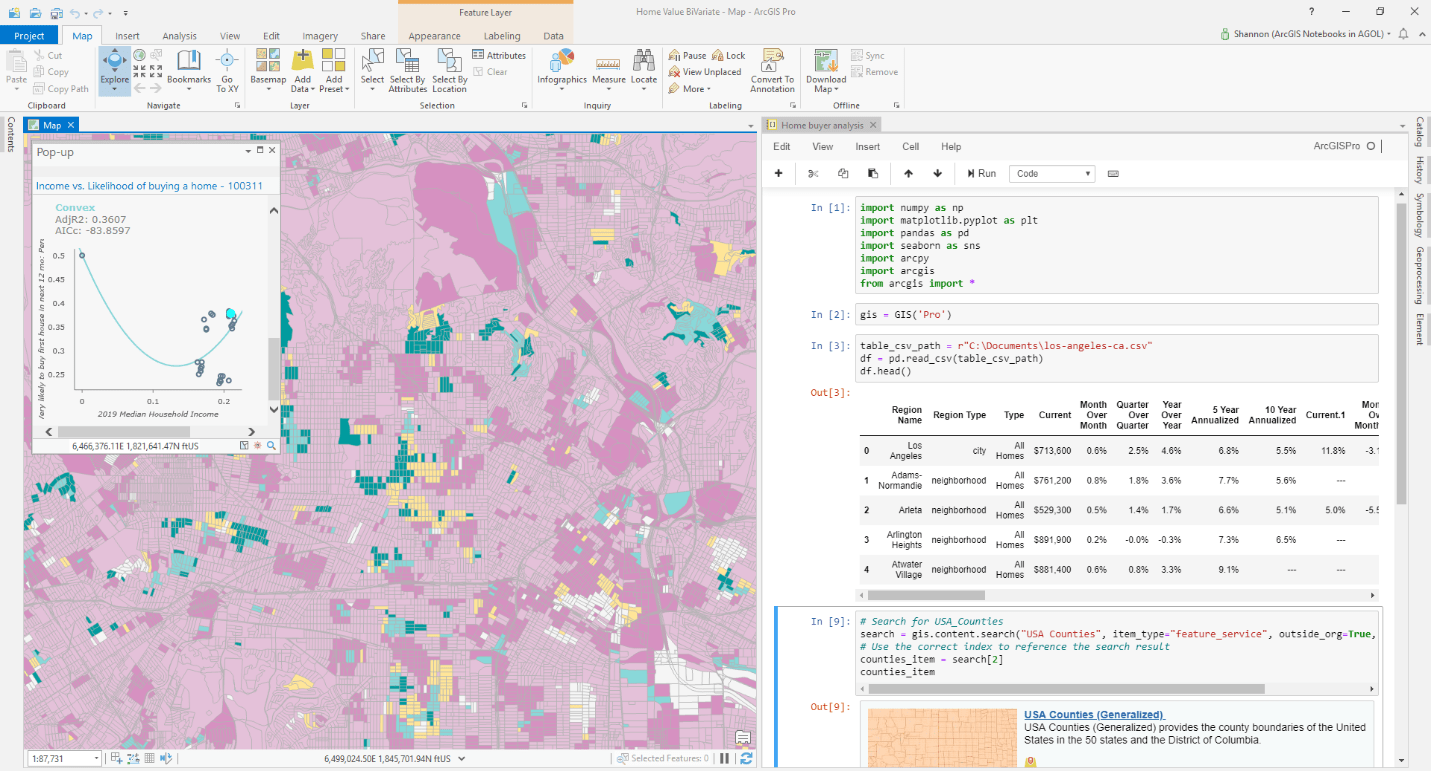 Feature Layer
Home Value BiVariate - Map - ArcGIS Pro
?
Project Map Insert Analysis View Edit Imagery Share Appearance Labeling Data
Shannon (ArcGIS Notebooks in AGOL)
Paste
Cut
Copy
Copy Path
Clipboard
Explore
Bookmarks
Go
To XY
Navigate
Basemap
Add
Data
Add
Preset
Layer
Select
Select By
Attributes
Select By
Location
Attributes
Clear
Selection
Infographics
Measure
Locate
Inquiry
Pause Lock
View Unplaced
More
Convert To
Annotation
Labeling
Download
Map
Sync
Remove
Offline
Contents
Map
Pop-up
Income vs. Likelihood of buying a home - 100311
Convex
AdjR2: 0.3607
AICc: -83.8597
/ery likely to buy first house in next 12 mo: Pen
0.5
0.45
0.4
0.35
0.3
0.25
0 0.1 0.2
2019 Median Household Income
6,466,376.11E 1,821,641.47N ftUS
1:87,731
6,499,024.50E 1,845,701.94N ftUS
Selected Features: 0
Home buyer analysis
Edit View Insert Cell Help
ArcGISPro
Run
Code
In [1]:
import numpy as np
import matplotlib.pyplot as plt
import pandas as pd
import seaborn as sns
import arcpy
import arcgis
from arcgis import *
In [2]: gis = GIS('Pro')
In [3]: table_csv_path = r"C:\Documents\los-angeles-ca.csv"
df = pd.read_csv(table_csv_path)
df.head()
Out[3]:
Region Name Region Type Type Current Month Over Month Quarter Over Quarter Year Over Year 5 Year Annualized 10 Year Annualized Current.1 Mon Ov Month
0 Los Angeles city All Homes $713,600 0.6% 2.5% 4.6% 6.8% 5.5% 11.8% -3.1
1 Adams-Normandie neighborhood All Homes $761,200 0.8% 1.8% 3.6% 7.7% 5.6% ---
2 Arleta neighborhood All Homes $529,300 0.5% 1.4% 1.7% 6.6% 5.1% 5.0% -5.5
3 Arlington Heights neighborhood All Homes $891,900 0.2% -0.0% -0.3% 7.3% 6.5% ---
4 Atwater Village neighborhood All Homes $881,400 0.6% 0.8% 3.3% 9.1% --- ---
In [9]: # Search for USA_Counties
search = gis.content.search("USA Counties", item_type="feature_service", outside_org=True,
# Use the correct index to reference the search result
counties_item = search[2]
counties_item
Out[9]:
USA Counties (Generalized)
USA Counties (Generalized) provides the county boundaries of the United
States in the 50 states and the District of Columbia.
Catalog
History
Symbology
Geoprocessing
Element